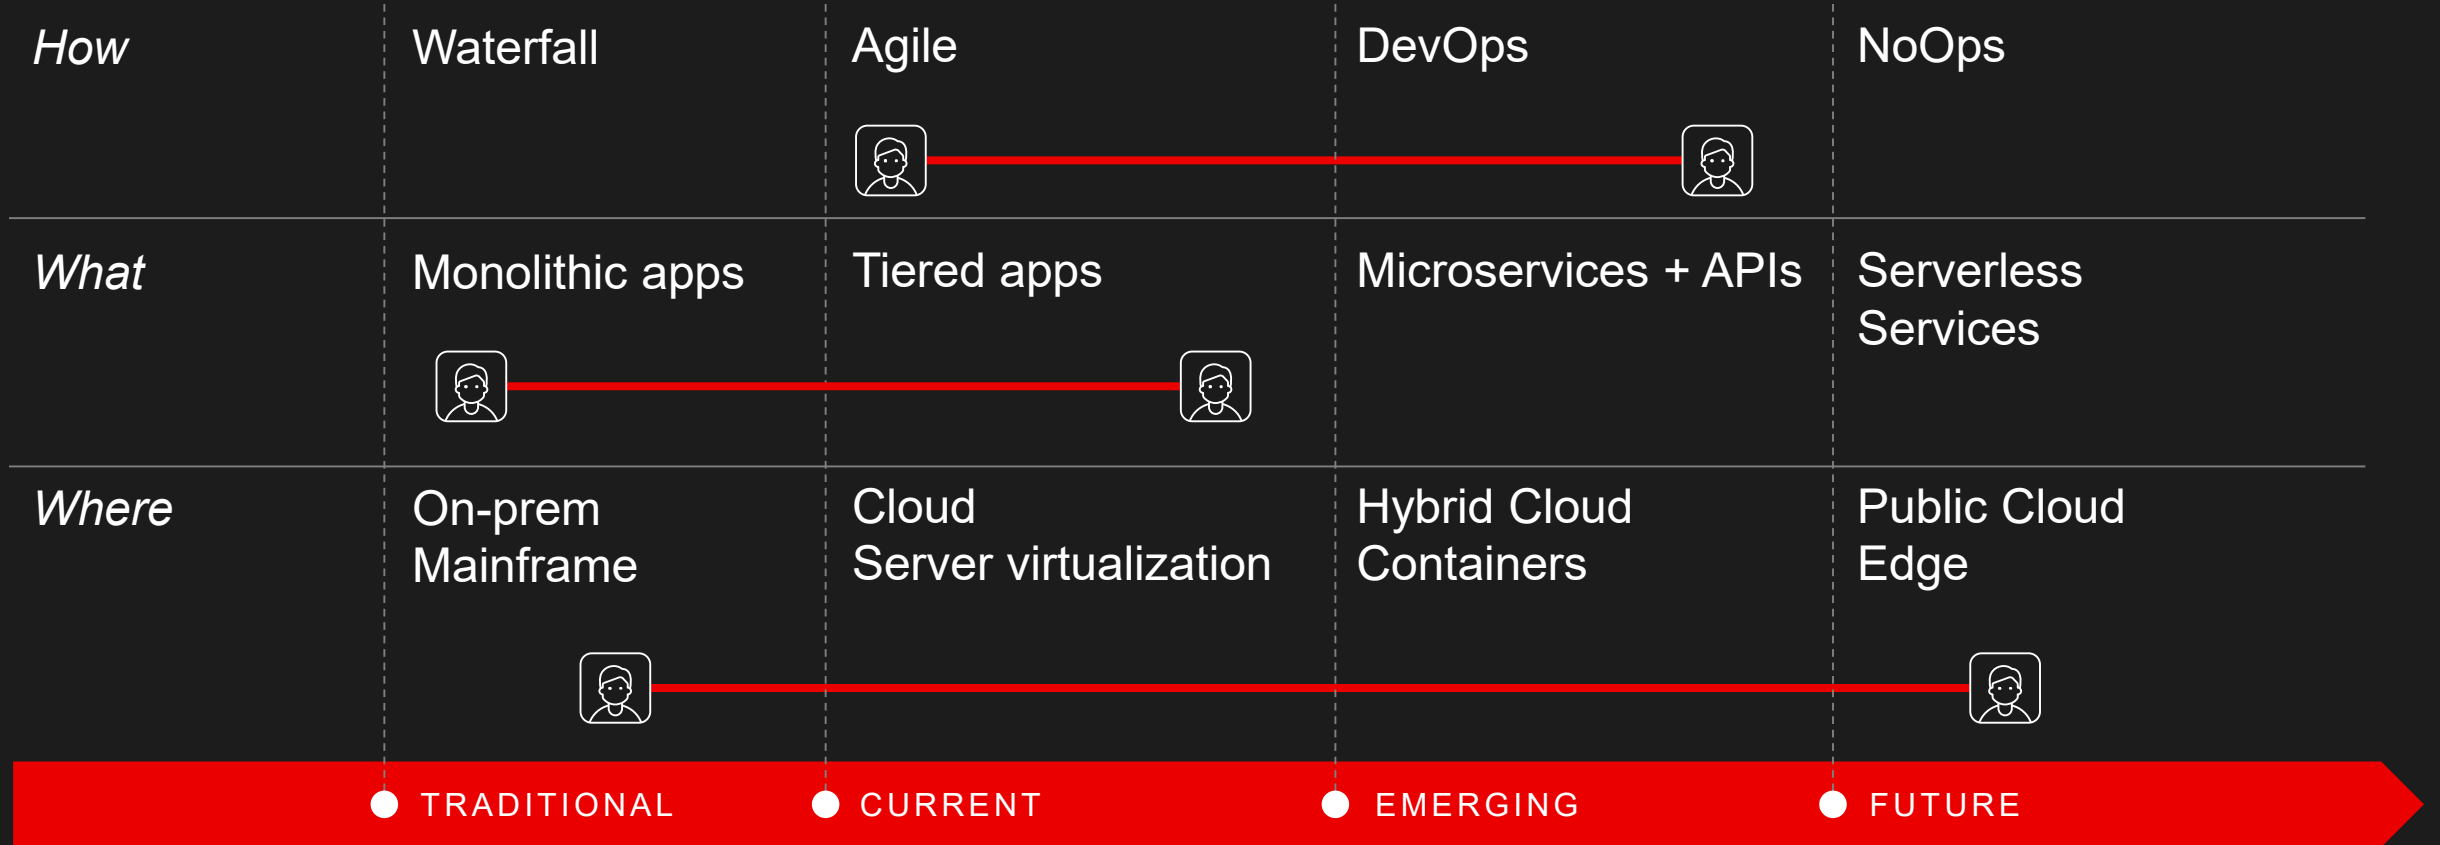 How
Waterfall
Agile
DevOps
NoOps
What
Monolithic apps
Tiered apps
Microservices + APIs
Serverless
Services
Where
On-prem
Mainframe
Cloud
Server virtualization
Hybrid Cloud
Containers
Public Cloud
Edge
TRADITIONAL
CURRENT
EMERGING
FUTURE